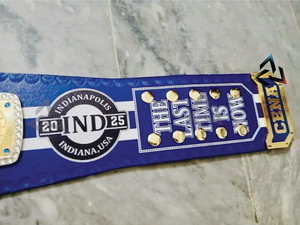 INDIANAPOLIS
20 IND 25
INDIANA, USA
THE
LAST
TIME
IS
NOW
CENA